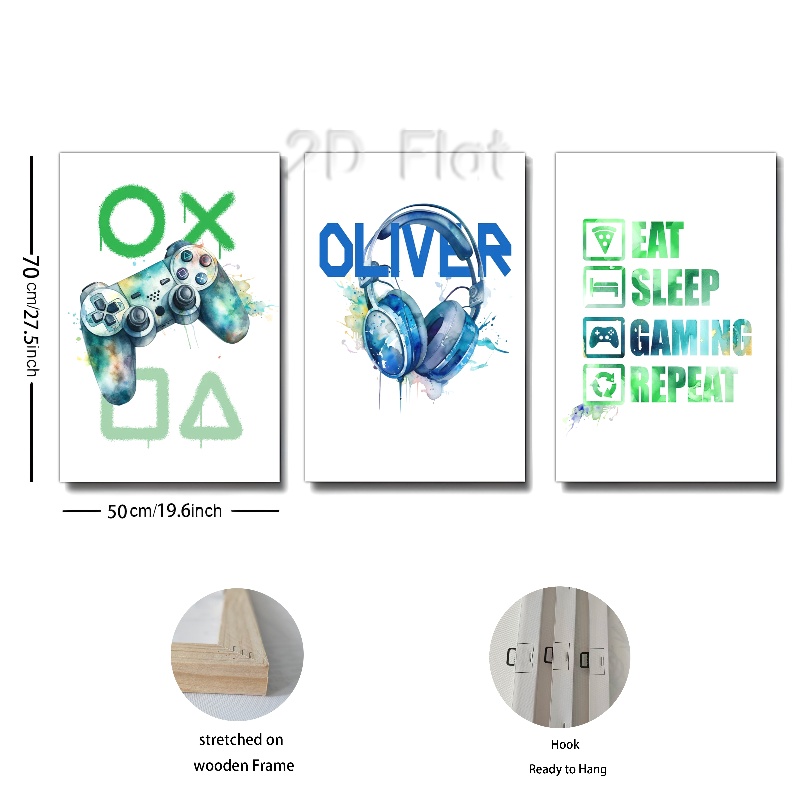 2D Flat
OX
OLIVER
EAT
SLEEP
GAMING
REPEAT
70 cm/27.5inch
50 cm/19.6inch
stretched on
wooden Frame
Hook
Ready to Hang